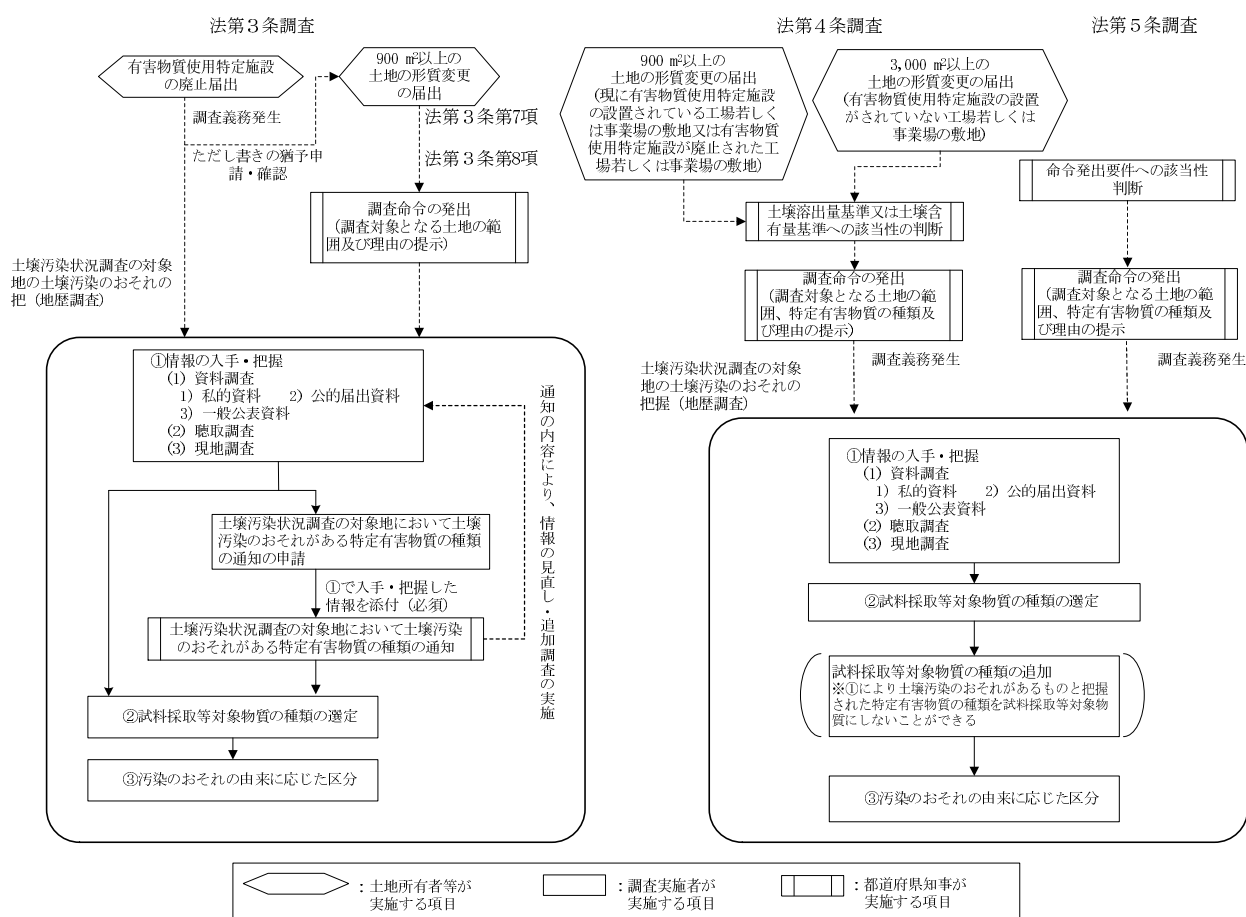 法第３条調査
法第４条調査
法第５条調査
有害物質使用特定施設
の廃止届出
900 ㎡以上の
土地の形質変更
の届出
調査義務発生
ただし書きの猶予申
請・確認
法第３条第7項
法第３条第8項
調査命令の発出
(調査対象となる土地の範
囲及び理由の提示)
土壌汚染状況調査の対象
地の土壌汚染のおそれの
把 (地歴調査)
①情報の入手・把握
(1) 資料調査
1) 私的資料 2) 公的届出資料
3) 一般公表資料
(2) 聴取調査
(3) 現地調査
通知の内容により、情報の見直し・追加調査の実施
土壌汚染状況調査の対象地において土壌
汚染のおそれがある特定有害物質の種類
の通知の申請
①で入手・把握した
情報を添付 (必須)
土壌汚染状況調査の対象地において土壌汚染
のおそれがある特定有害物質の種類の通知
②試料採取等対象物質の種類の選定
③汚染のおそれの由来に応じた区分
900 ㎡以上の
土地の形質変更の届出
(現に有害物質使用特定施設
の設置されている工場若しく
は事業場の敷地又は有害物質
使用特定施設が廃止された工
場若しくは事業場の敷地)
3,000 ㎡以上の
土地の形質変更の届出
(有害物質使用特定施設の設置
がされていない工場若しくは
事業場の敷地)
土壌溶出量基準又は土壌含
有量基準への該当性の判断
調査命令の発出
(調査対象となる土地の範
囲、特定有害物質の種類及
び理由の提示)
調査義務発生
土壌汚染状況調査の対象
地の土壌汚染のおそれの
把握 (地歴調査)
命令発出要件への該当性
判断
調査命令の発出
(調査対象となる土地の範
囲、特定有害物質の種類及
び理由の提示
調査義務発生
①情報の入手・把握
(1) 資料調査
1) 私的資料 2) 公的届出資料
3) 一般公表資料
(2) 聴取調査
(3) 現地調査
②試料採取等対象物質の種類の選定
試料採取等対象物質の種類の追加
※①により土壌汚染のおそれがあるものと把握
された特定有害物質の種類を試料採取等対象物
質にしないことができる
③汚染のおそれの由来に応じた区分
：土地所有者等が
実施する項目
：調査実施者が
実施する項目
：都道府県知事が
実施する項目